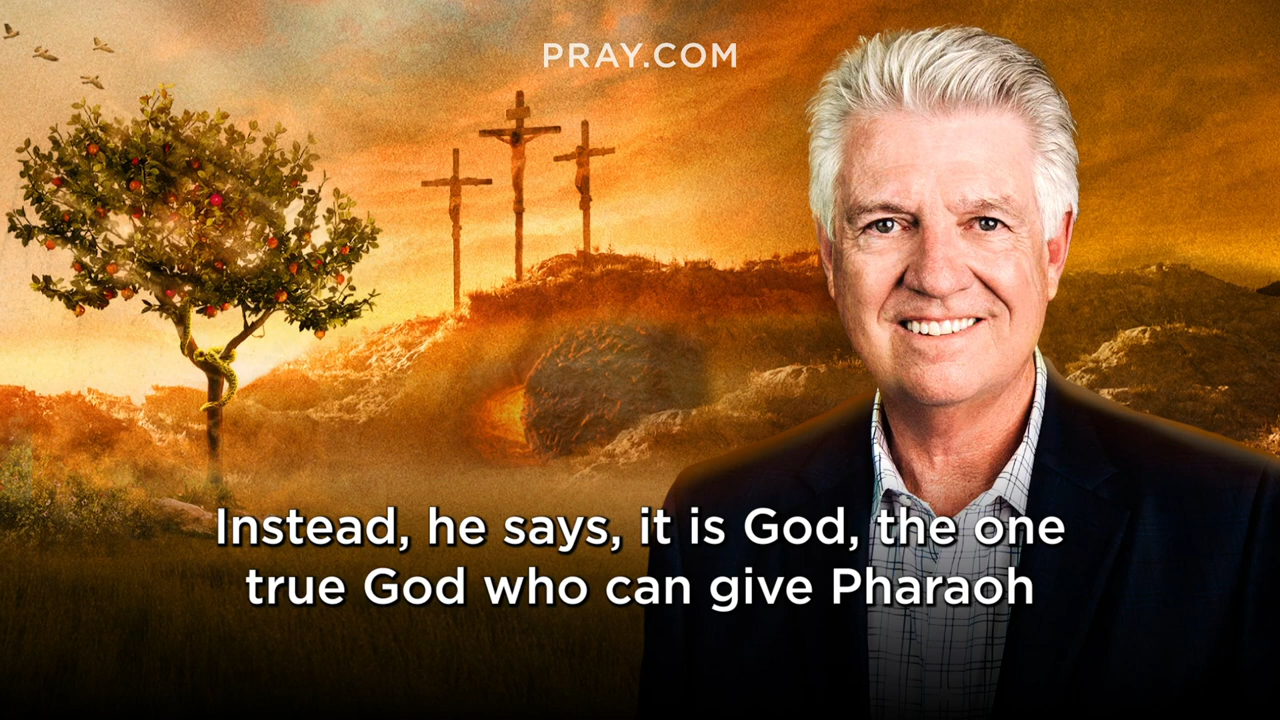 PRAY.COM
Instead, he says, it is God, the one
true God who can give Pharaoh